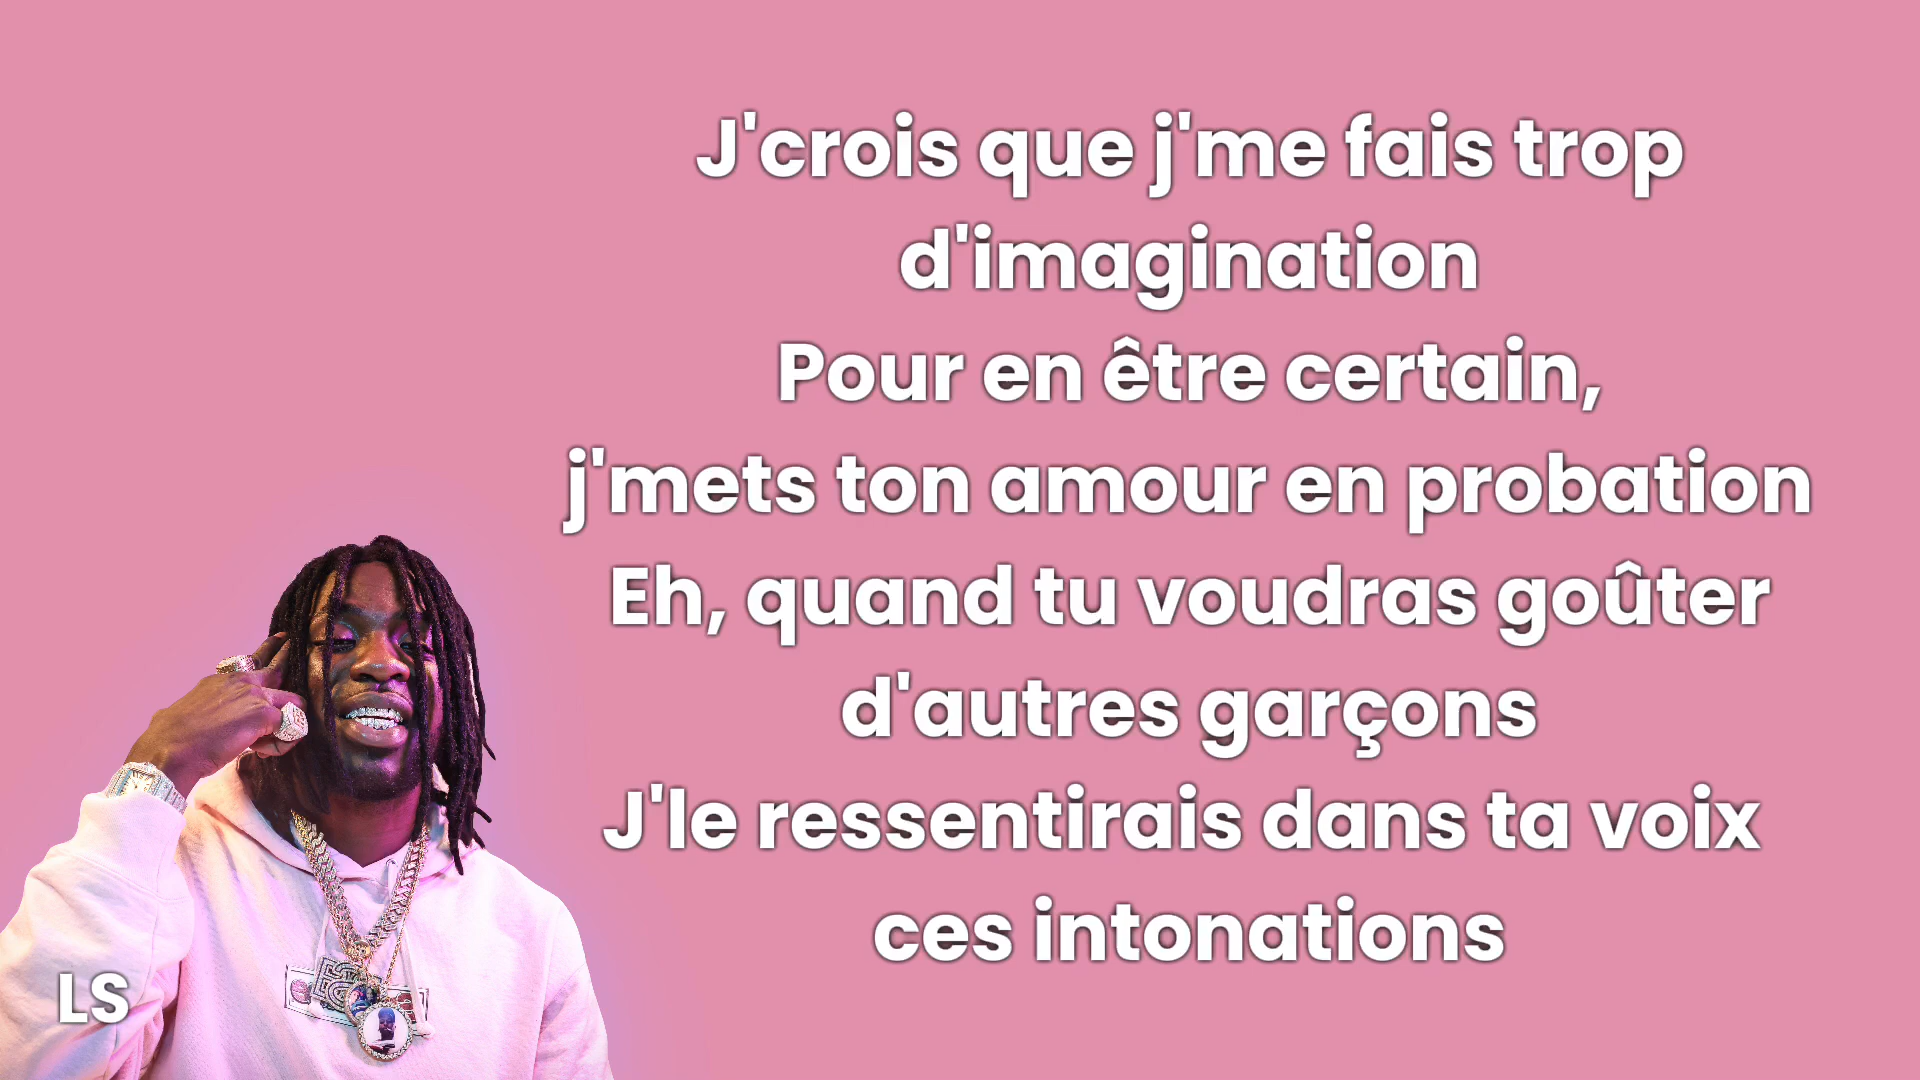 J'crois que j'me fais trop
d'imagination
Pour en être certain,
j'mets ton amour en probation
Eh, quand tu voudras goûter
d'autres garçons
J'le ressentirais dans ta voix
ces intonations
LS